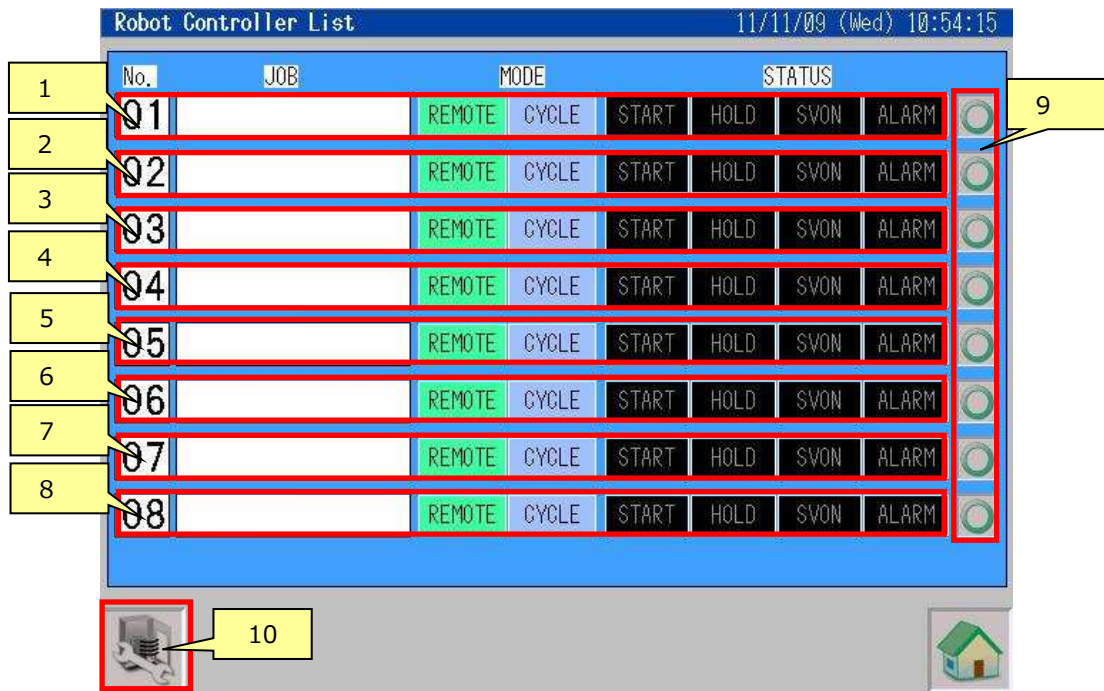 Robot Controller List 11/11/09 (Wed) 10:54:15
No. JOB MODE STATUS
1 01 REMOTE CYCLE START HOLD SVON ALARM 9
2 02 REMOTE CYCLE START HOLD SVON ALARM
3 03 REMOTE CYCLE START HOLD SVON ALARM
4 04 REMOTE CYCLE START HOLD SVON ALARM
5 05 REMOTE CYCLE START HOLD SVON ALARM
6 06 REMOTE CYCLE START HOLD SVON ALARM
7 07 REMOTE CYCLE START HOLD SVON ALARM
8 08 REMOTE CYCLE START HOLD SVON ALARM
10